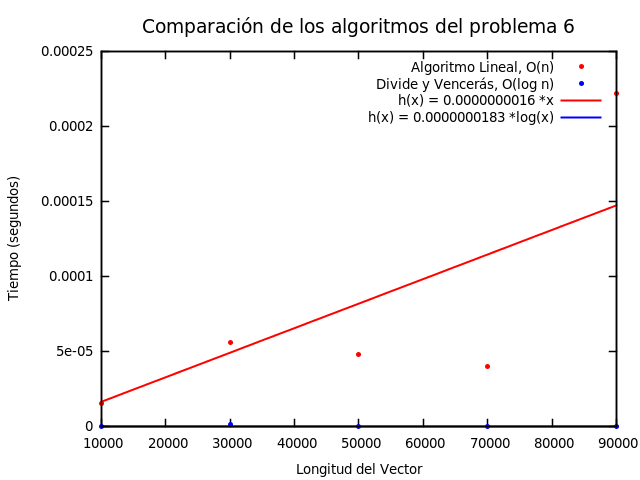 Comparación de los algoritmos del problema 6
0.00025
0.0002
0.00015
0.0001
5e-05
0
Tiempo (segundos)
Algoritmo Lineal, O(n)
Divide y Vencerás, O(log n)
h(x) = 0.0000000016 *x
h(x) = 0.0000000183 *log(x)
10000 20000 30000 40000 50000 60000 70000 80000 90000
Longitud del Vector